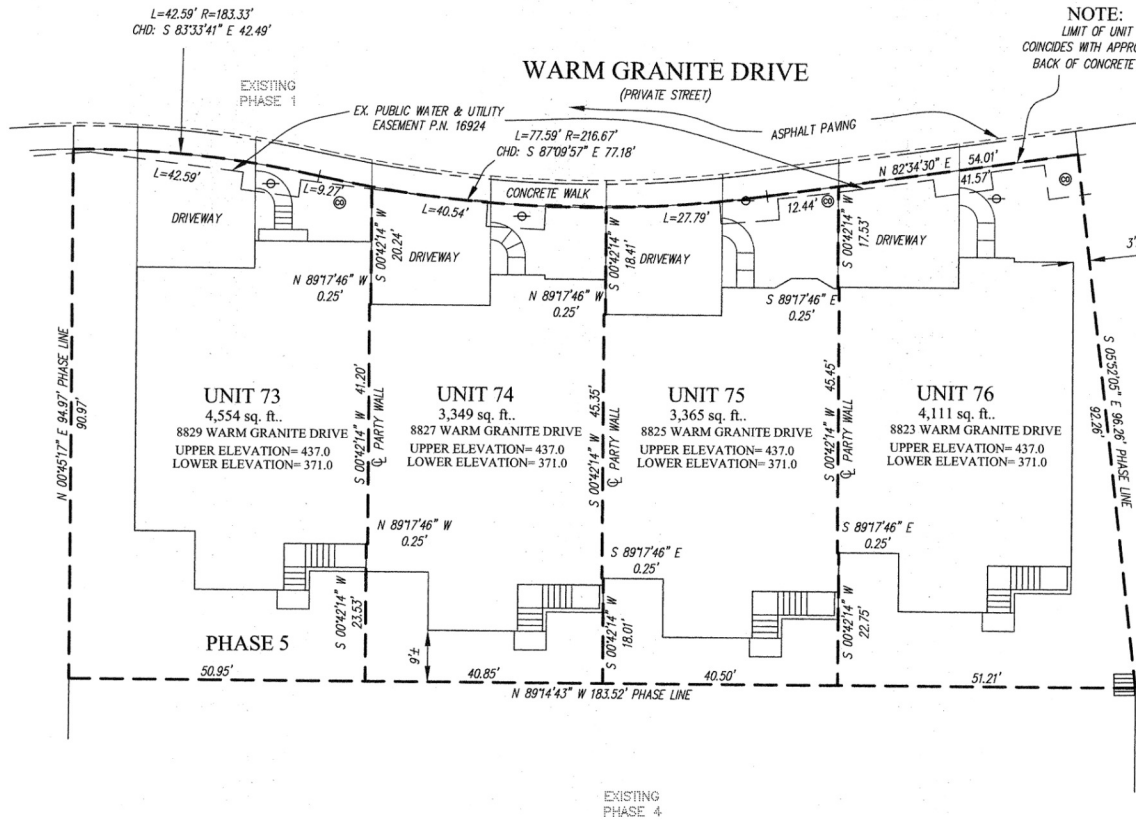 L=42.59' R=183.33'
CHD: S 83°33'41" E 42.49'
NOTE:
LIMIT OF UNIT
COINCIDES WITH APPRO
BACK OF CONCRETE
WARM GRANITE DRIVE
(PRIVATE STREET)
EXISTING
PHASE 1
EX. PUBLIC WATER & UTILITY
EASEMENT P.N. 16924
ASPHALT PAVING
L=77.59' R=216.67'
CHD: S 87°09'57" E 77.18'
N 82°34'30" E 54.01'
L=42.59'
L=9.27'
CONCRETE WALK
L=40.54'
L=27.79'
12.44'
41.57'
CO
CO
CO
DRIVEWAY
DRIVEWAY
DRIVEWAY
DRIVEWAY
S 00°42'14" W
20.24'
S 00°42'14" W
18.41'
S 00°42'14" W
17.53'
3'
N 89°17'46" W
0.25'
N 89°17'46" W
0.25'
S 89°17'46" E
0.25'
N 00°45'17" E 94.97' PHASE LINE
90.97'
UNIT 73
4,554 sq. ft..
8829 WARM GRANITE DRIVE
UPPER ELEVATION= 437.0
LOWER ELEVATION= 371.0
S 00°42'14" W 41.20'
℄ PARTY WALL
UNIT 74
3,349 sq. ft..
8827 WARM GRANITE DRIVE
UPPER ELEVATION= 437.0
LOWER ELEVATION= 371.0
S 00°42'14" W 45.35'
℄ PARTY WALL
UNIT 75
3,365 sq. ft..
8825 WARM GRANITE DRIVE
UPPER ELEVATION= 437.0
LOWER ELEVATION= 371.0
S 00°42'14" W 45.45'
℄ PARTY WALL
UNIT 76
4,111 sq. ft..
8823 WARM GRANITE DRIVE
UPPER ELEVATION= 437.0
LOWER ELEVATION= 371.0
S 05°52'05" E 96.26' PHASE LINE
92.26'
N 89°17'46" W
0.25'
S 89°17'46" E
0.25'
S 89°17'46" E
0.25'
S 00°42'14" W
23.53'
S 00°42'14" W
18.01'
S 00°42'14" W
22.75'
PHASE 5
9'±
50.95'
40.85'
40.50'
51.21'
N 89°14'43" W 183.52' PHASE LINE
EXISTING
PHASE 4